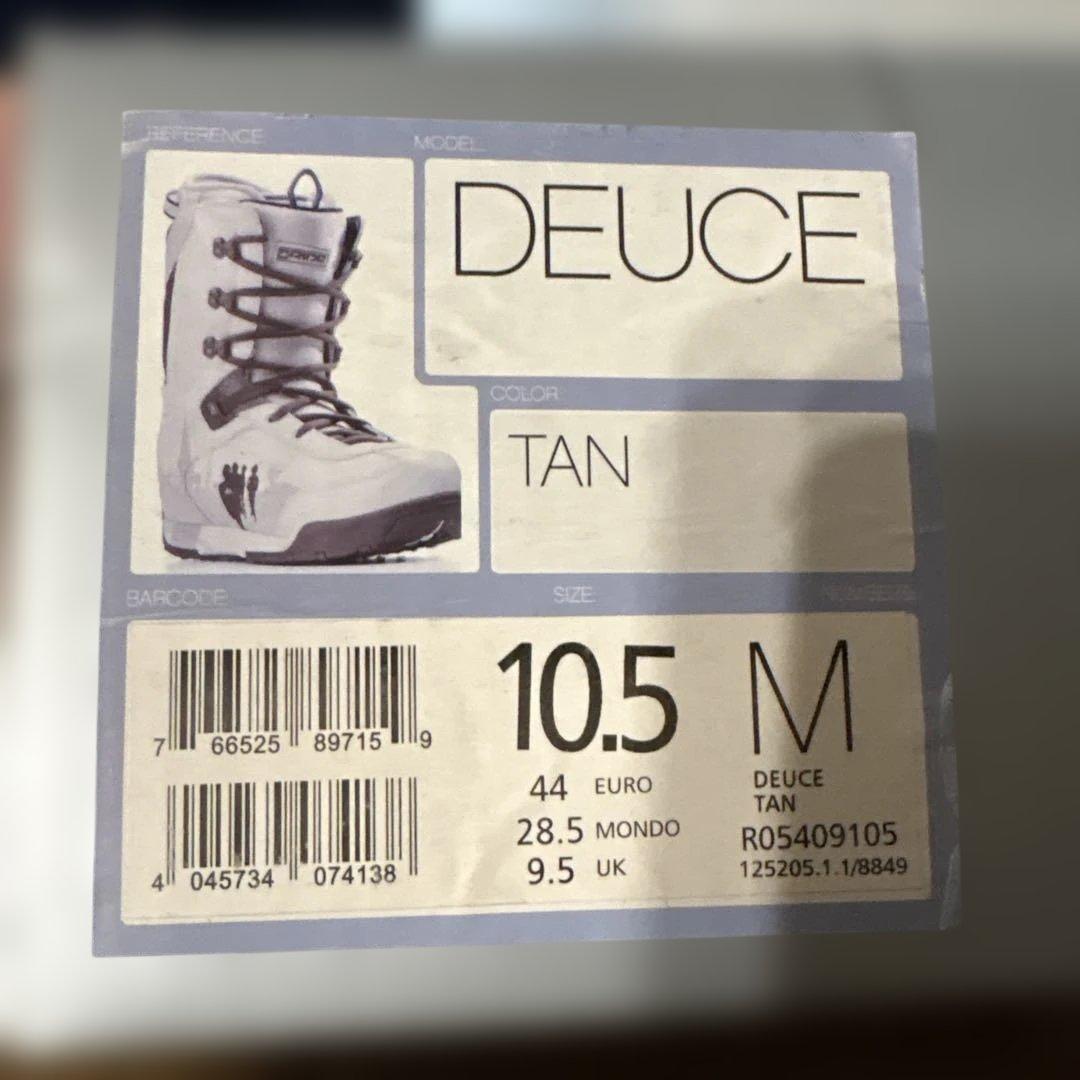 REFERENCE
MODEL
DEUCE
COLOR
TAN
BARCODE
SIZE
7 66525 89715 9
4 045734 074138
10.5
44 EURO
28.5 MONDO
9.5 UK
M
DEUCE
TAN
R05409105
125205.1.1/8849